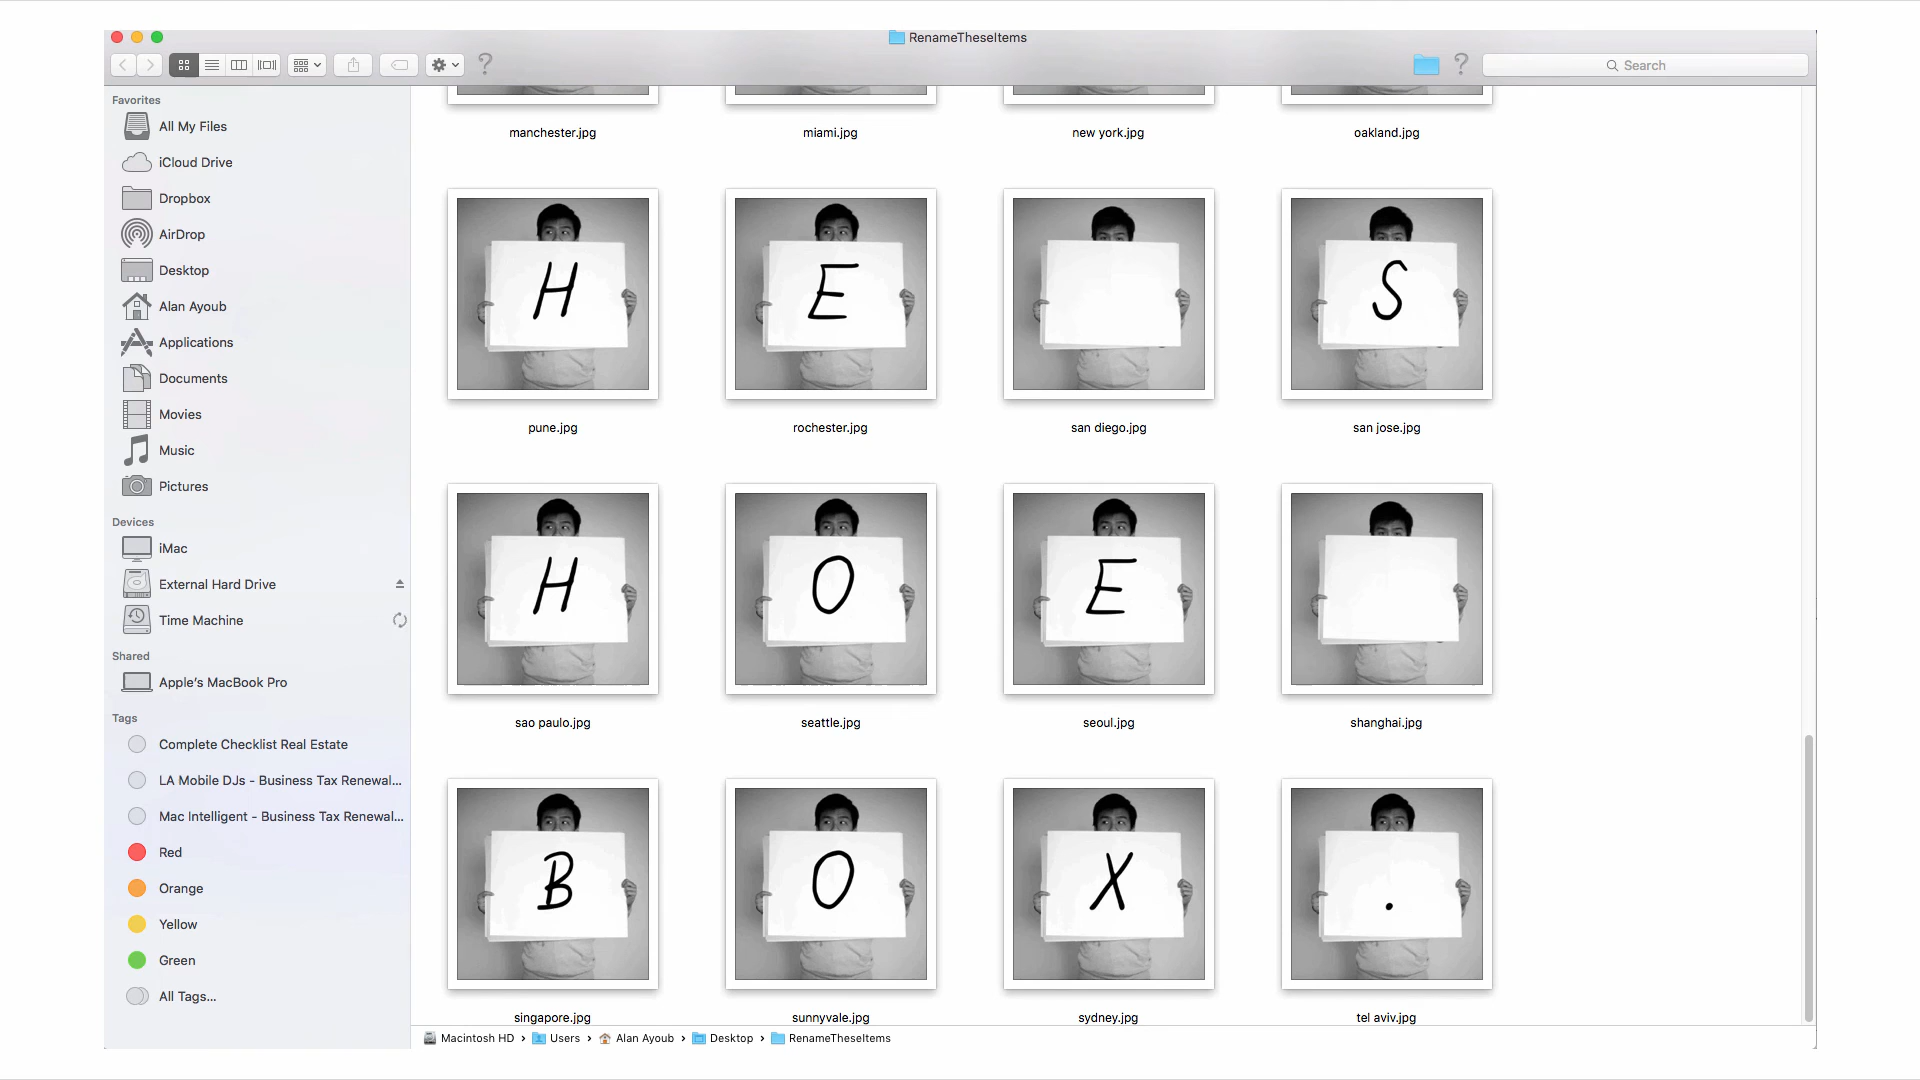 RenameTheseItems
Search
Favorites
All My Files
iCloud Drive
Dropbox
AirDrop
Desktop
Alan Ayoub
Applications
Documents
Movies
Music
Pictures
Devices
iMac
External Hard Drive
Time Machine
Shared
Apple's MacBook Pro
Tags
Complete Checklist Real Estate
LA Mobile DJs - Business Tax Renewal...
Mac Intelligent - Business Tax Renewal...
Red
Orange
Yellow
Green
All Tags...
manchester.jpg miami.jpg new york.jpg oakland.jpg
H E S
pune.jpg rochester.jpg san diego.jpg san jose.jpg
H O E
sao paulo.jpg seattle.jpg seoul.jpg shanghai.jpg
B O X .
singapore.jpg sunnyvale.jpg sydney.jpg tel aviv.jpg
Macintosh HD › Users › Alan Ayoub › Desktop › RenameTheseItems